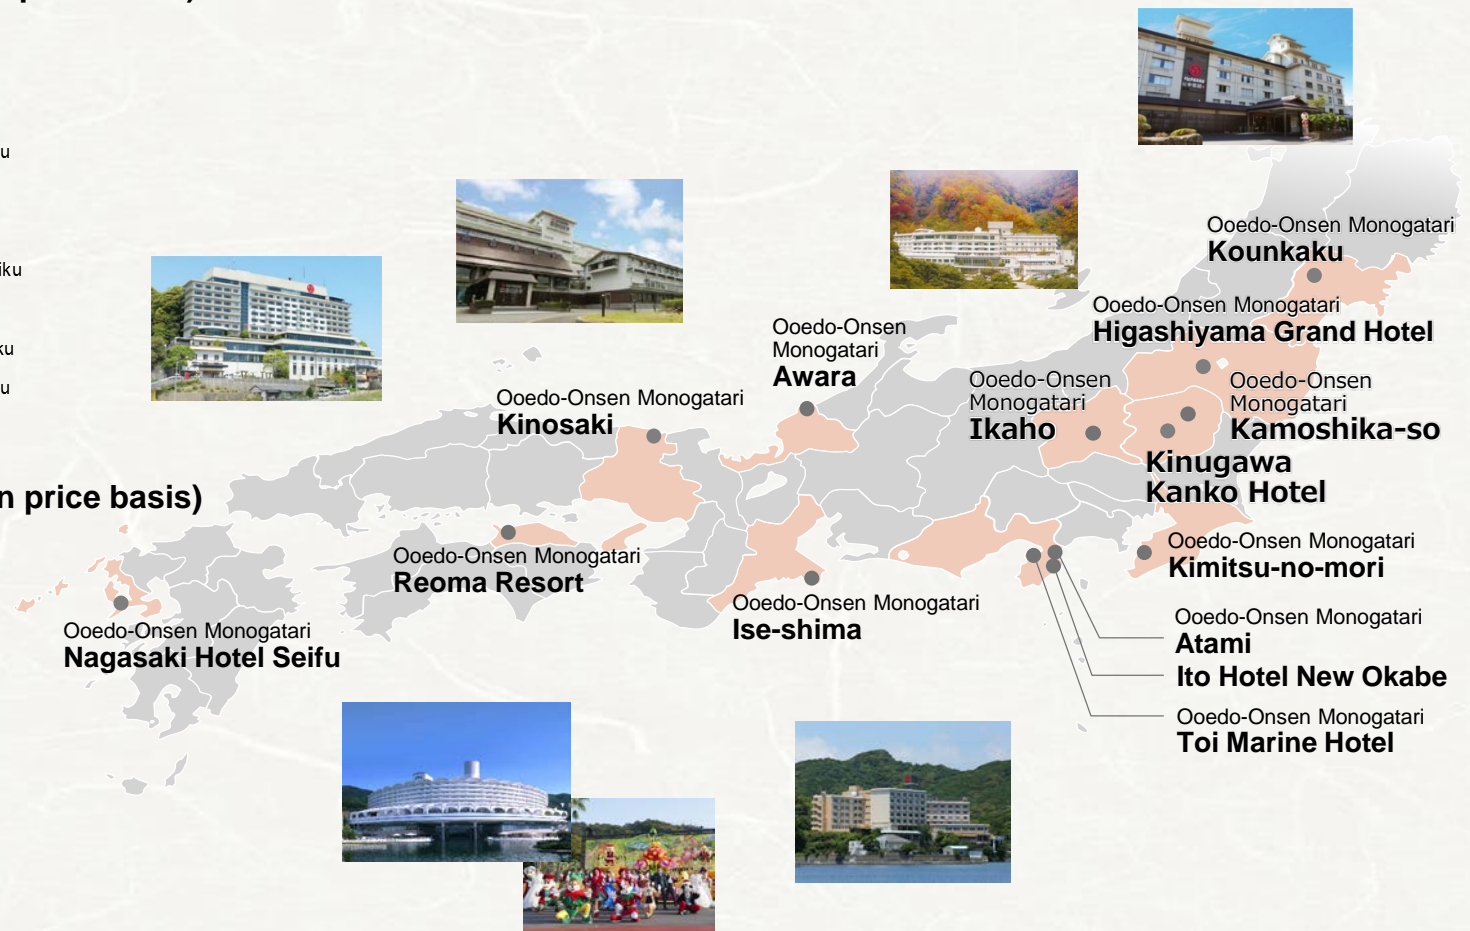 u
iku
ku
u
n price basis)
Ooedo-Onsen Monogatari
Kounkaku
Ooedo-Onsen Monogatari
Higashiyama Grand Hotel
Ooedo-Onsen
Monogatari
Awara
Ooedo-Onsen
Monogatari
Ikaho
Ooedo-Onsen
Monogatari
Kamoshika-so
Ooedo-Onsen Monogatari
Kinosaki
Kinugawa
Kanko Hotel
Ooedo-Onsen Monogatari
Kimitsu-no-mori
Ooedo-Onsen Monogatari
Reoma Resort
Ooedo-Onsen Monogatari
Ise-shima
Ooedo-Onsen Monogatari
Nagasaki Hotel Seifu
Ooedo-Onsen Monogatari
Atami
Ito Hotel New Okabe
Ooedo-Onsen Monogatari
Toi Marine Hotel